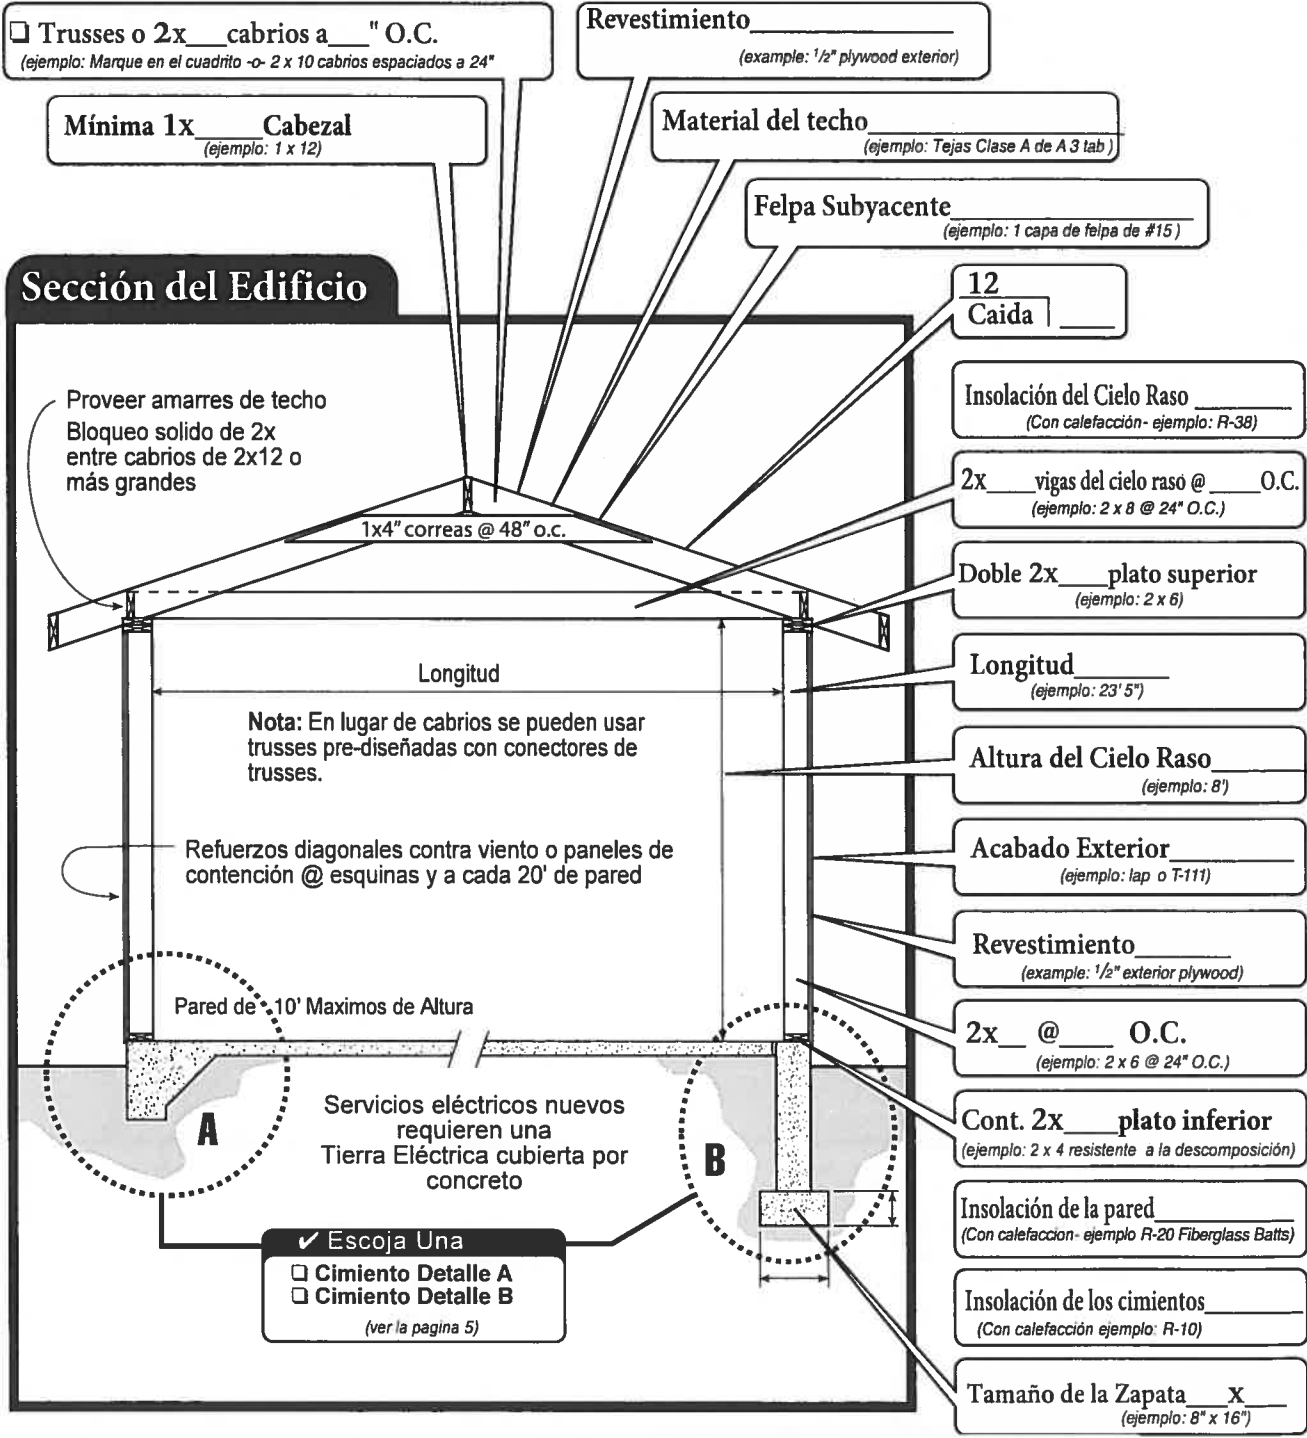 ❏ Trusses o 2x___cabrios a___" O.C.
(ejemplo: Marque en el cuadrito -o- 2 x 10 cabrios espaciados a 24"
Revestimiento_______________
(example: 1/2" plywood exterior)
Mínima 1x_____Cabezal
(ejemplo: 1 x 12)
Material del techo___________________
(ejemplo: Tejas Clase A de A 3 tab )
Felpa Subyacente__________________
(ejemplo: 1 capa de felpa de #15 )
Sección del Edificio
12
Caida ____
Proveer amarres de techo
Bloqueo solido de 2x
entre cabrios de 2x12 o
más grandes
1x4" correas @ 48" o.c.
Insolación del Cielo Raso ________
(Con calefacción- ejemplo: R-38)
2x____vigas del cielo raso @ ____O.C.
(ejemplo: 2 x 8 @ 24" O.C.)
Doble 2x____plato superior
(ejemplo: 2 x 6)
Longitud
Longitud_______
(ejemplo: 23' 5")
Nota: En lugar de cabrios se pueden usar
trusses pre-diseñadas con conectores de
trusses.
Altura del Cielo Raso_______
(ejemplo: 8')
Refuerzos diagonales contra viento o paneles de
contención @ esquinas y a cada 20' de pared
Acabado Exterior_________
(ejemplo: lap o T-111)
Revestimiento_______
(example: 1/2" exterior plywood)
Pared de 10' Maximos de Altura
2x__ @____ O.C.
(ejemplo: 2 x 6 @ 24" O.C.)
A
B
Servicios eléctricos nuevos
requieren una
Tierra Eléctrica cubierta por
concreto
Cont. 2x____plato inferior
(ejemplo: 2 x 4 resistente a la descomposición)
Insolación de la pared__________
(Con calefaccion- ejemplo R-20 Fiberglass Batts)
✔ Escoja Una
❏ Cimiento Detalle A
❏ Cimiento Detalle B
(ver la pagina 5)
Insolación de los cimientos_______
(Con calefacción ejemplo: R-10)
Tamaño de la Zapata___x___
(ejemplo: 8" x 16")